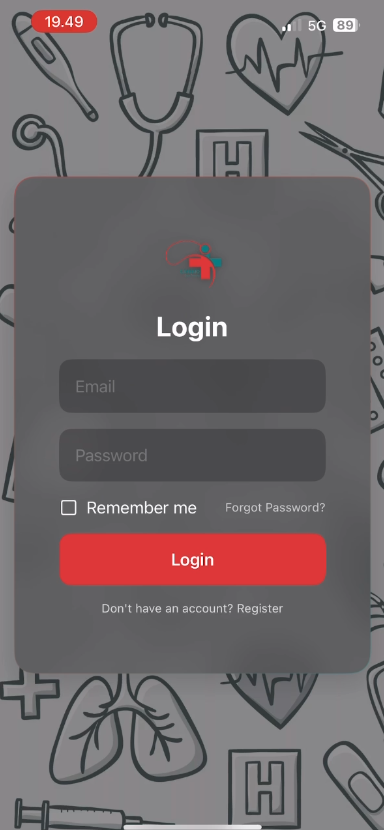 19.49
5G 89
H
Login
Email
Password
Remember me Forgot Password?
Login
Don't have an account? Register
H